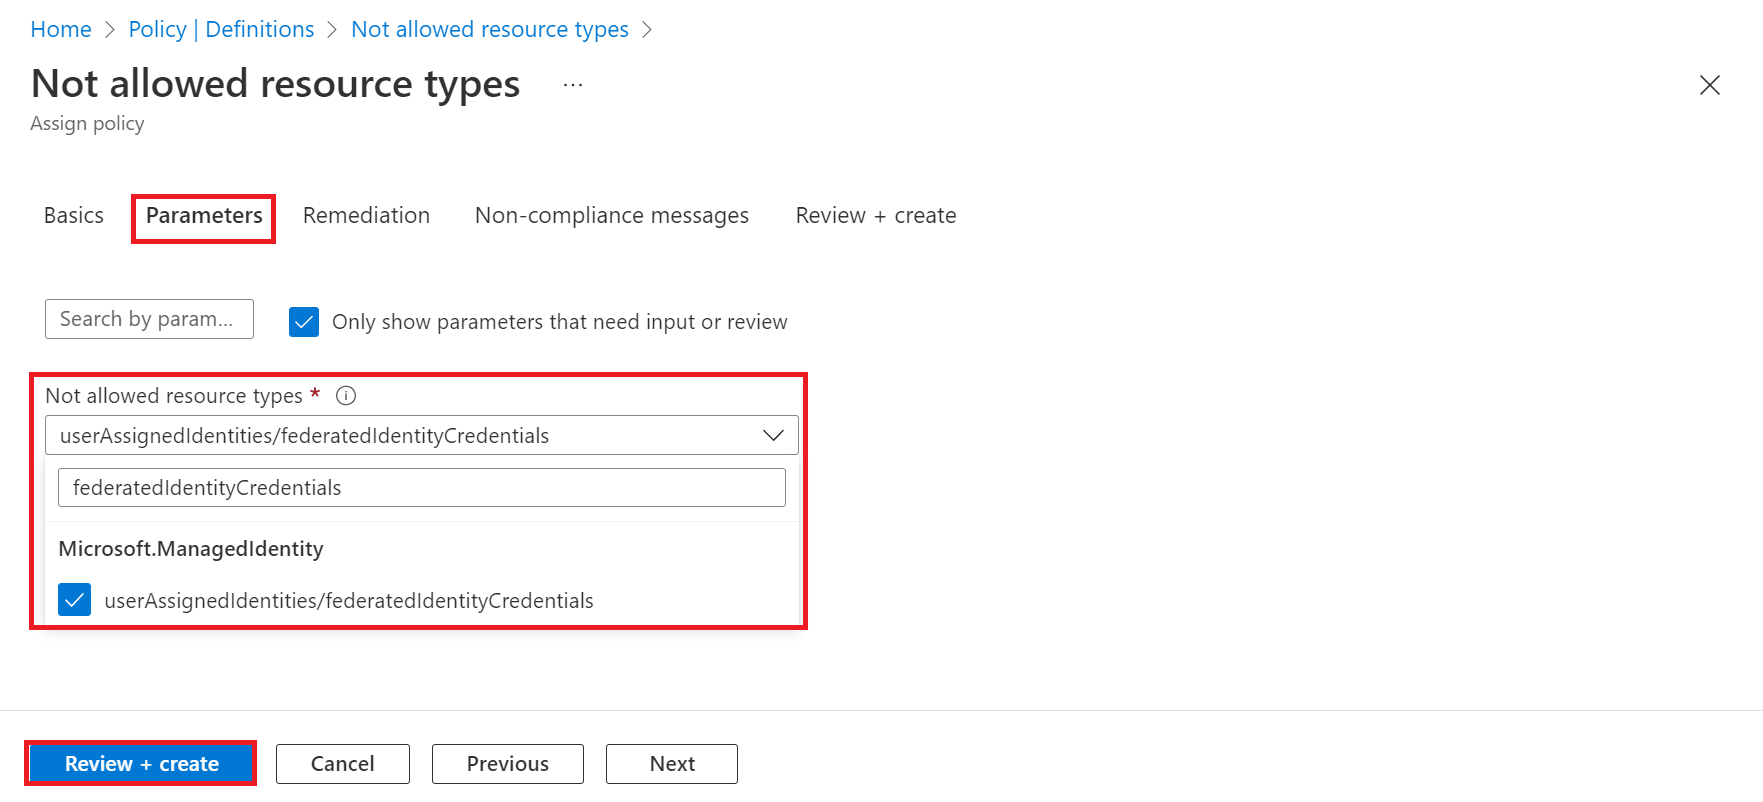 Home > Policy | Definitions > Not allowed resource types >
Not allowed resource types ...
Assign policy
Basics Parameters Remediation Non-compliance messages Review + create
Search by param... Only show parameters that need input or review
Not allowed resource types *
userAssignedIdentities/federatedIdentityCredentials
federatedIdentityCredentials
Microsoft.ManagedIdentity
userAssignedIdentities/federatedIdentityCredentials
Review + create Cancel Previous Next